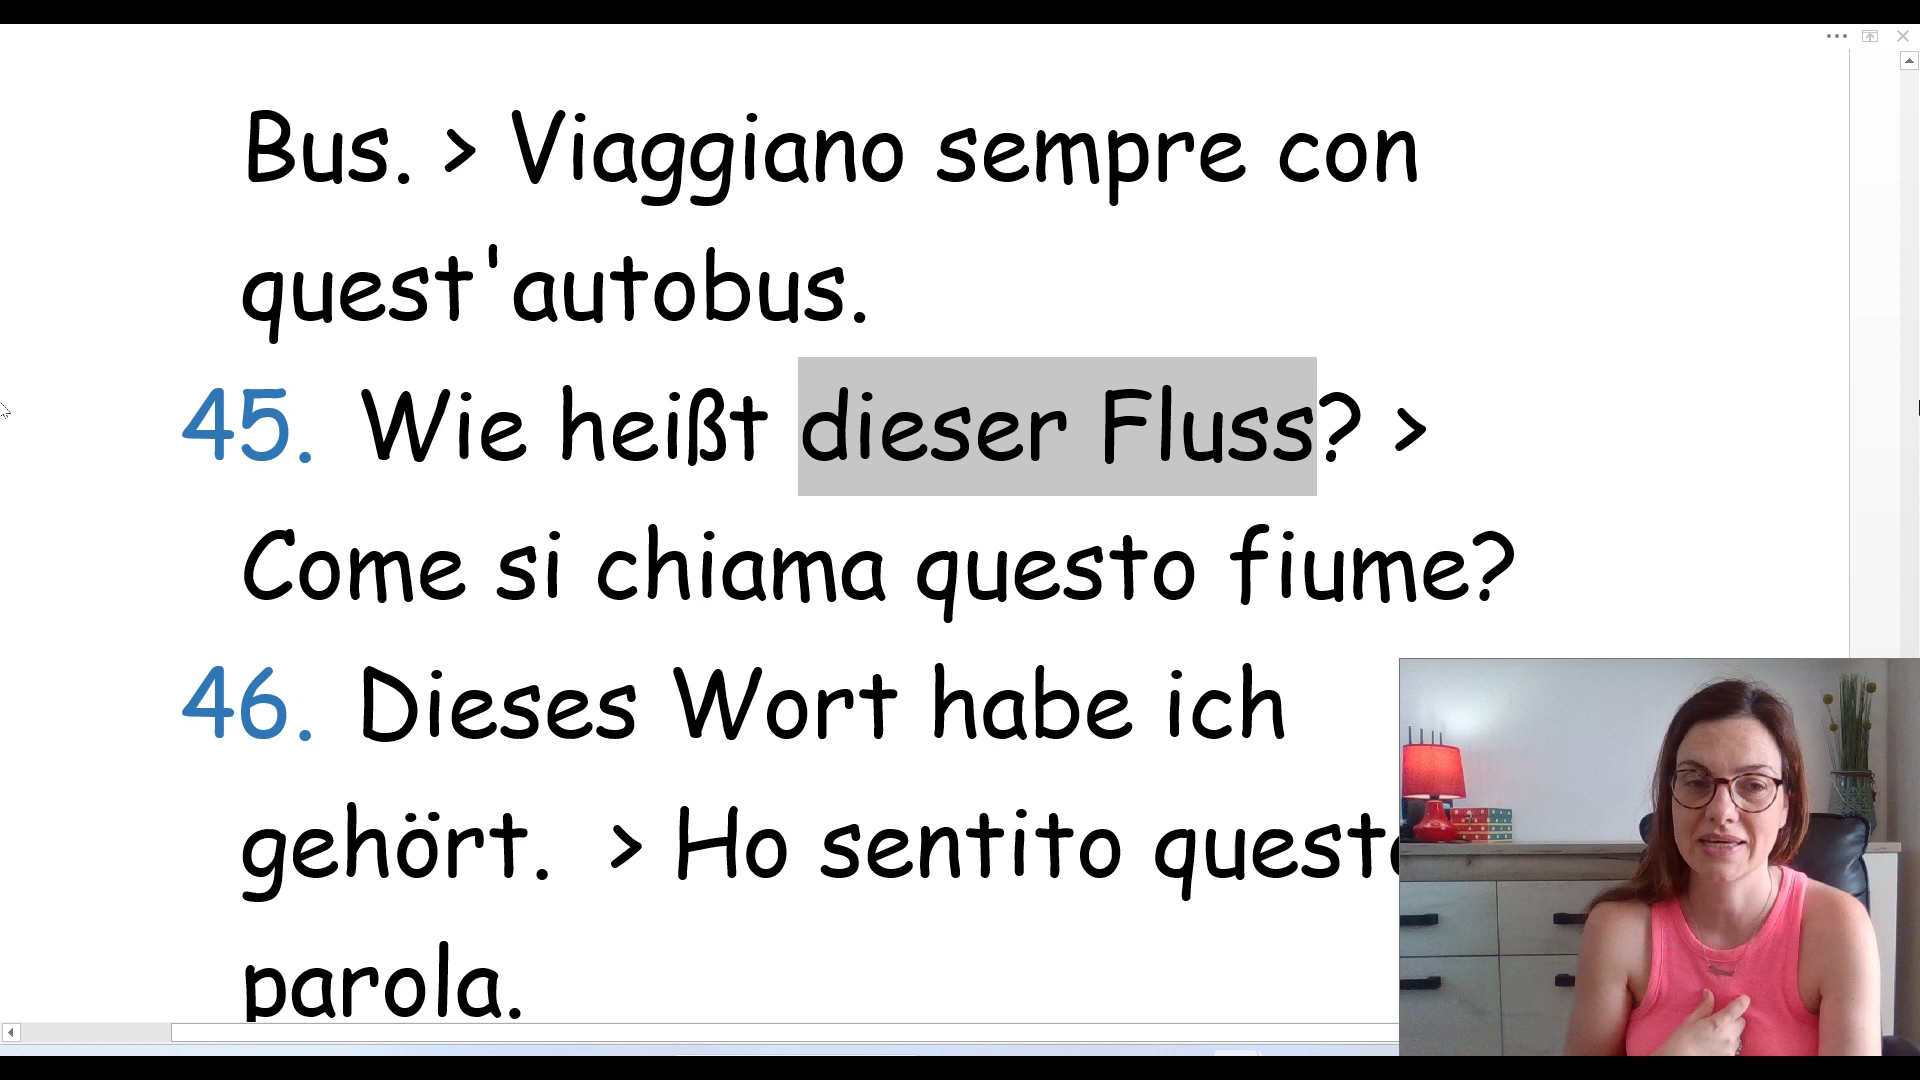 Bus. > Viaggiano sempre con
quest'autobus.
45. Wie heißt dieser Fluss? >
Come si chiama questo fiume?
46. Dieses Wort habe ich
gehört. > Ho sentito
parola.